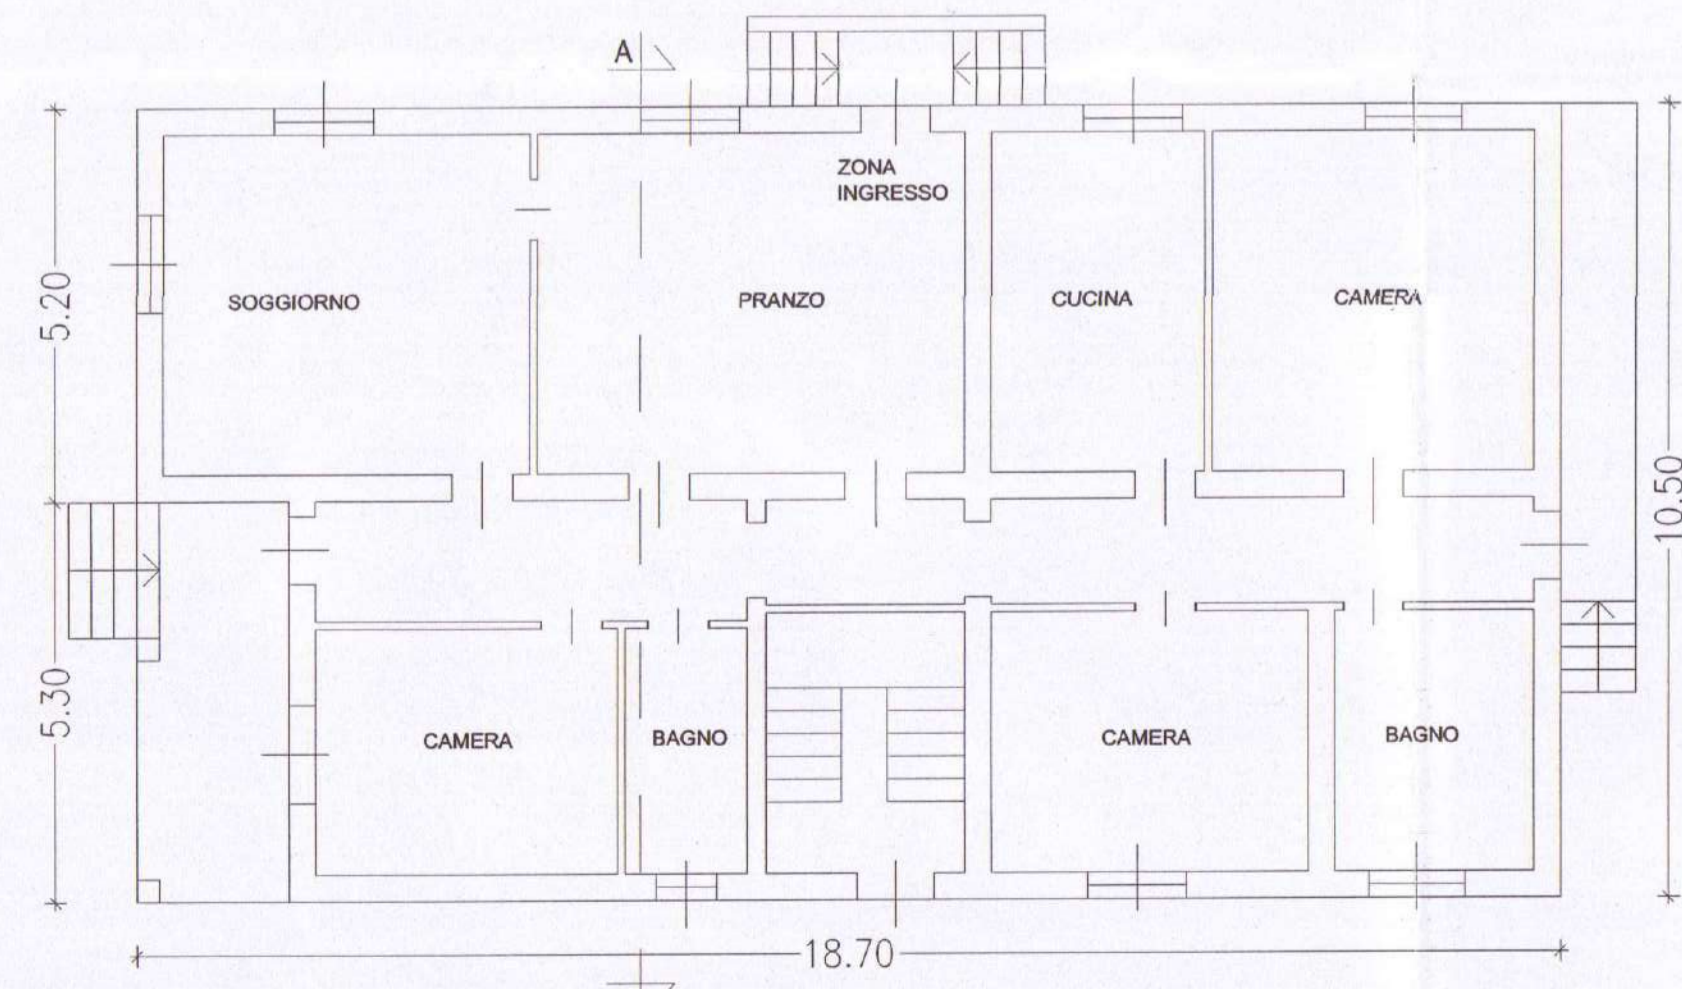 A
ZONA
INGRESSO
5.20
SOGGIORNO
PRANZO
CUCINA
CAMERA
10.50
5.30
CAMERA
BAGNO
CAMERA
BAGNO
18.70